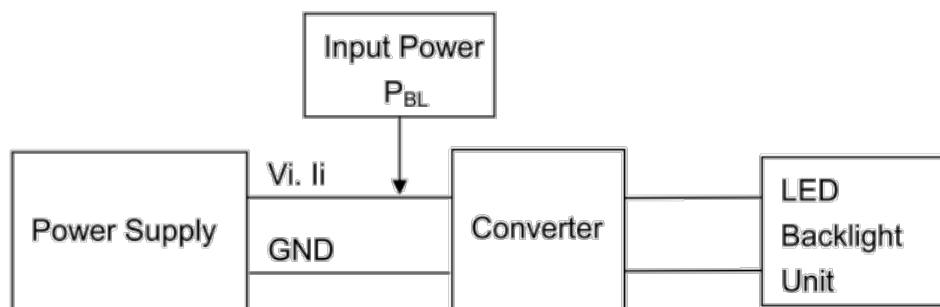 Input Power
PBL
Vi. Ii
Power Supply
GND
Converter
LED
Backlight
Unit